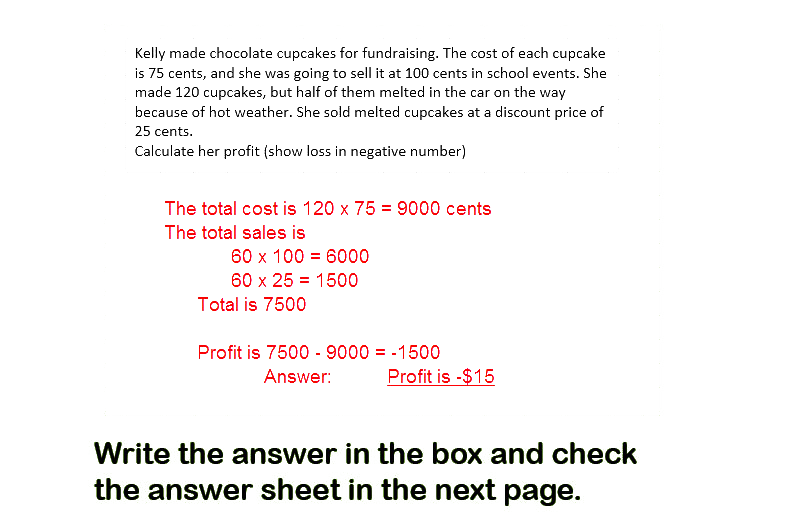 Kelly made chocolate cupcakes for fundraising. The cost of each cupcake
is 75 cents, and she was going to sell it at 100 cents in school events. She
made 120 cupcakes, but half of them melted in the car on the way
because of hot weather. She sold melted cupcakes at a discount price of
25 cents.
Calculate her profit (show loss in negative number)
The total cost is 120 x 75 = 9000 cents
The total sales is
60 x 100 = 6000
60 x 25 = 1500
Total is 7500
Profit is 7500 - 9000 = -1500
Answer: Profit is -$15
Write the answer in the box and check
the answer sheet in the next page.